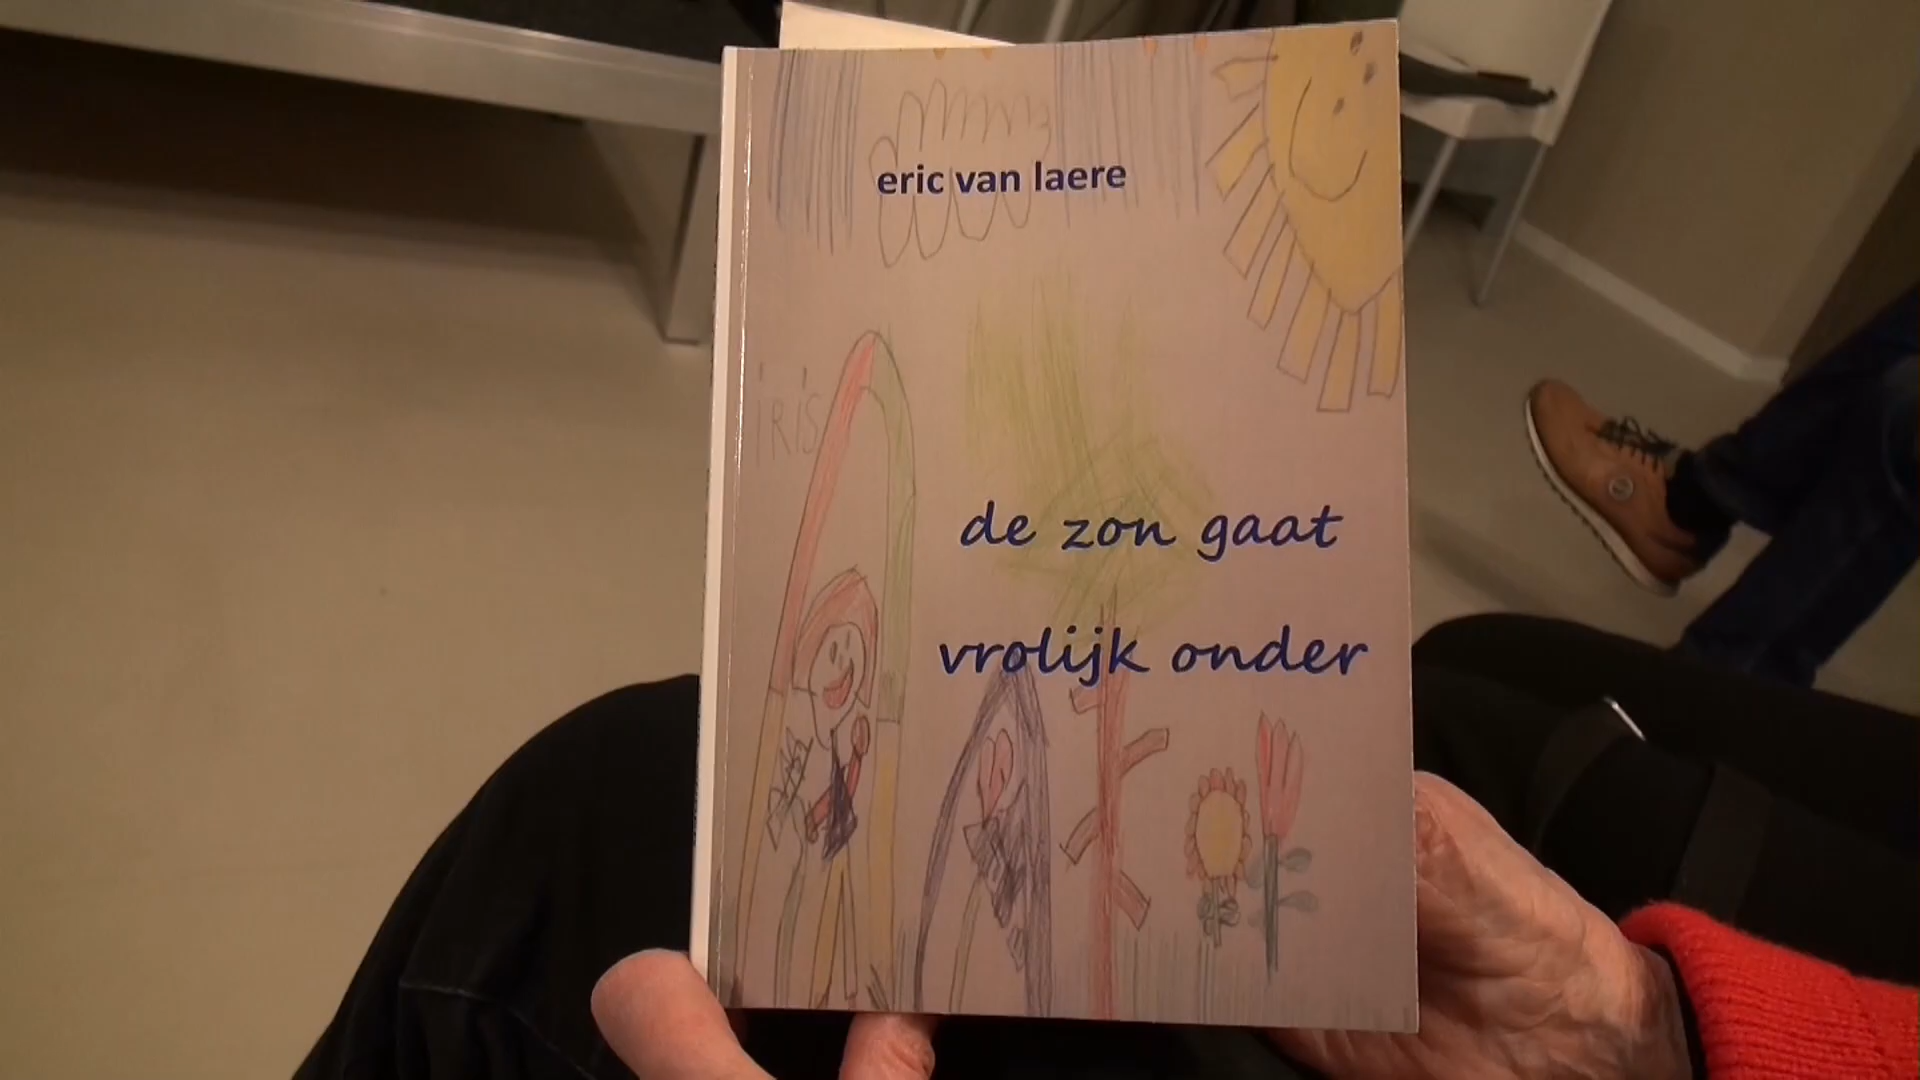 eric van laere
iris
de zon gaat
vrolijk onder